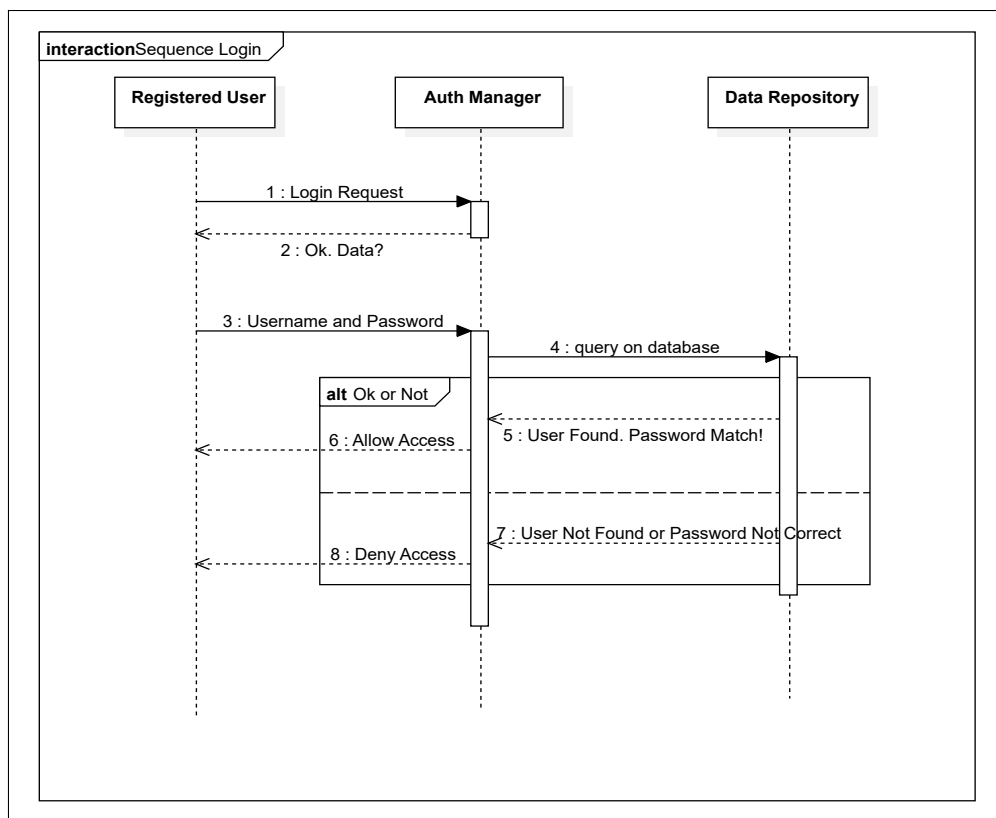 interactionSequence Login
Registered User
Auth Manager
Data Repository
1 : Login Request
2 : Ok. Data?
3 : Username and Password
4 : query on database
alt Ok or Not
5 : User Found. Password Match!
6 : Allow Access
7 : User Not Found or Password Not Correct
8 : Deny Access